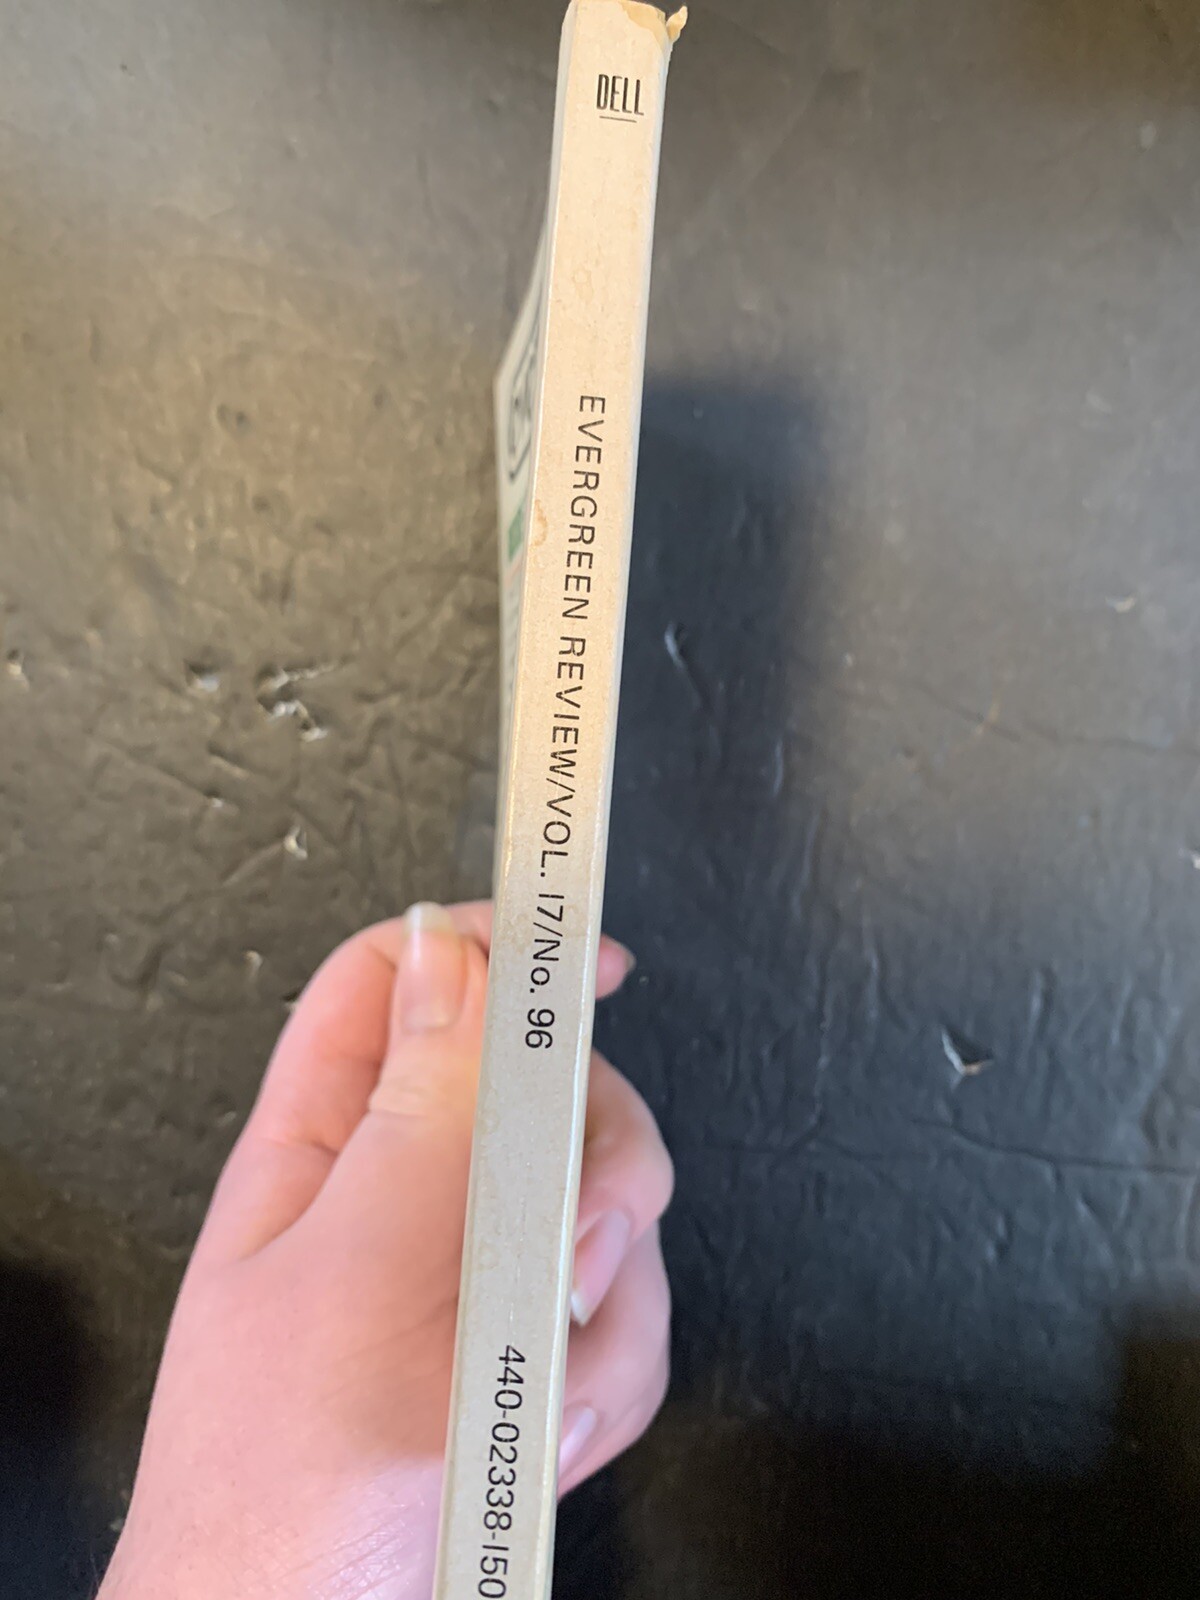 DELL
EVERGREEN REVIEW/VOL. 17/No. 96
440-02338-150